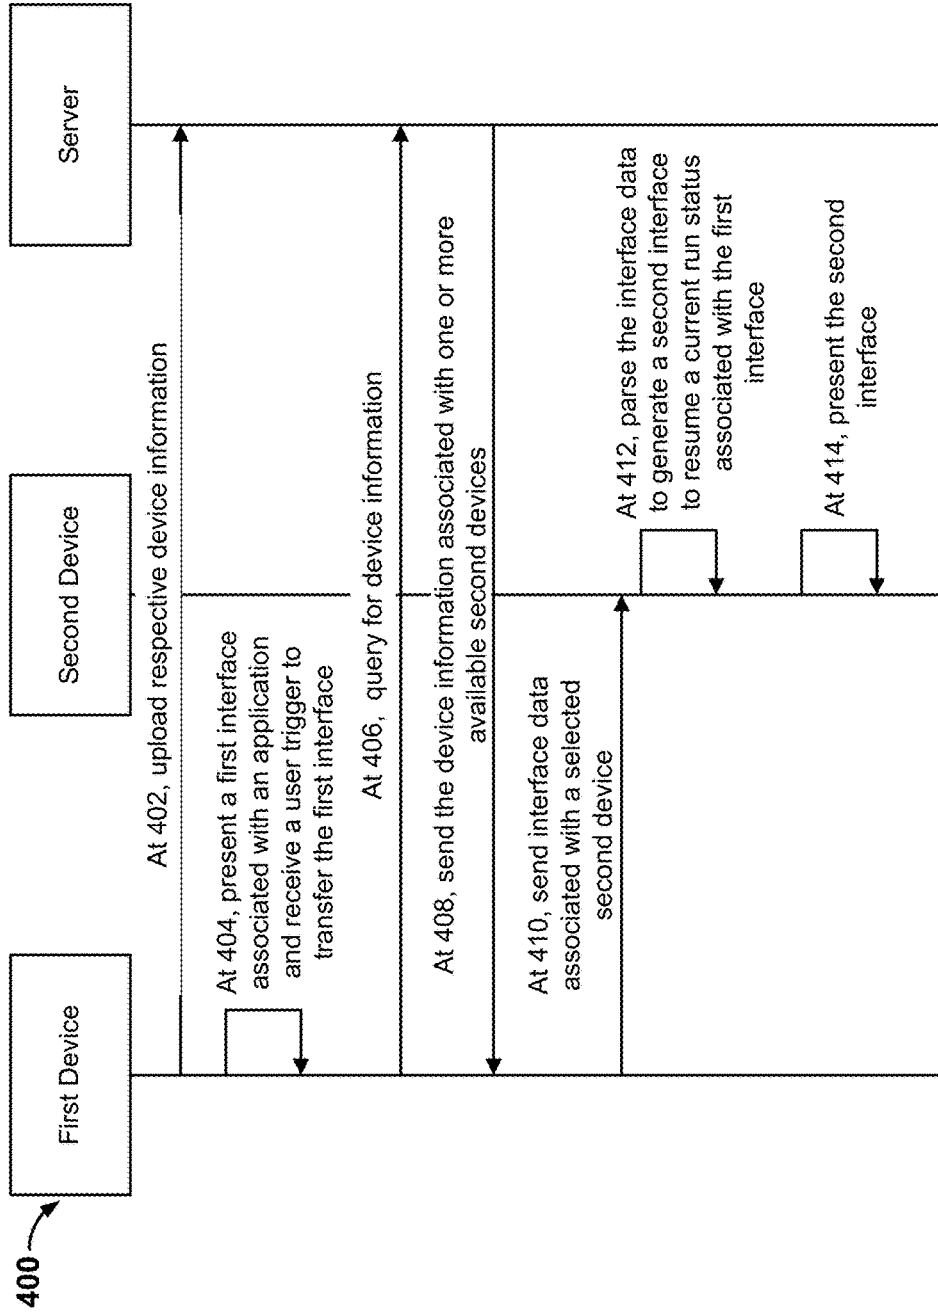 400
First Device
Second Device
Server
At 402, upload respective device information
At 404, present a first interface
associated with an application
and receive a user trigger to
transfer the first interface
At 406, query for device information
At 408, send the device information associated with one or more
available second devices
At 410, send interface data
associated with a selected
second device
At 412, parse the interface data
to generate a second interface
to resume a current run status
associated with the first
interface
At 414, present the second
interface